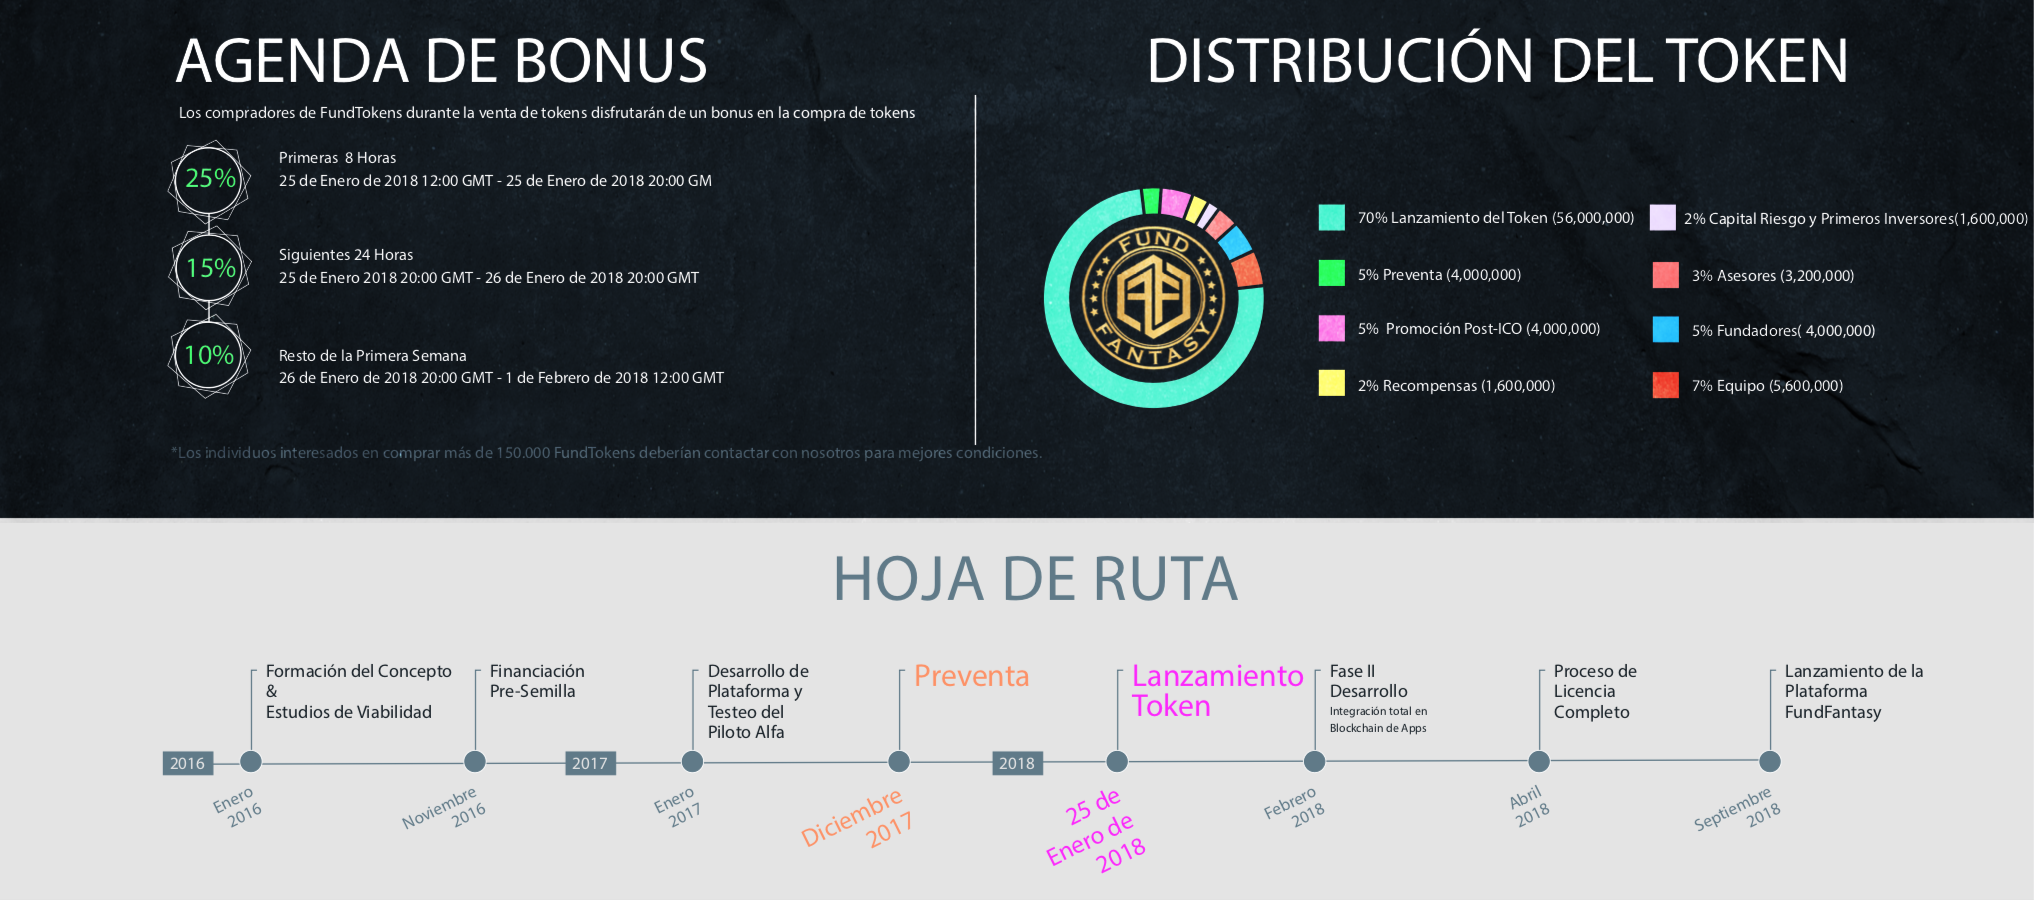 AGENDA DE BONUS
Los compradores de FundTokens durante la venta de tokens disfrutarán de un bonus en la compra de tokens
25%
Primeras 8 Horas
25 de Enero de 2018 12:00 GMT - 25 de Enero de 2018 20:00 GM
15%
Siguientes 24 Horas
25 de Enero 2018 20:00 GMT - 26 de Enero de 2018 20:00 GMT
10%
Resto de la Primera Semana
26 de Enero de 2018 20:00 GMT - 1 de Febrero de 2018 12:00 GMT
*Los individuos interesados en comprar más de 150.000 FundTokens deberían contactar con nosotros para mejores condiciones.
DISTRIBUCIÓN DEL TOKEN
FUND
FANTASY
70% Lanzamiento del Token (56,000,000)
5% Preventa (4,000,000)
5% Promoción Post-ICO (4,000,000)
2% Recompensas (1,600,000)
2% Capital Riesgo y Primeros Inversores(1,600,000)
3% Asesores (3,200,000)
5% Fundadores( 4,000,000)
7% Equipo (5,600,000)
HOJA DE RUTA
2016
Formación del Concepto
&
Estudios de Viabilidad
Enero
2016
Financiación
Pre-Semilla
Noviembre
2016
2017
Desarrollo de
Plataforma y
Testeo del
Piloto Alfa
Enero
2017
Preventa
Diciembre
2017
2018
Lanzamiento
Token
25 de
Enero de
2018
Fase II
Desarrollo
Integración total en
Blockchain de Apps
Febrero
2018
Proceso de
Licencia
Completo
Abril
2018
Lanzamiento de la
Plataforma
FundFantasy
Septiembre
2018